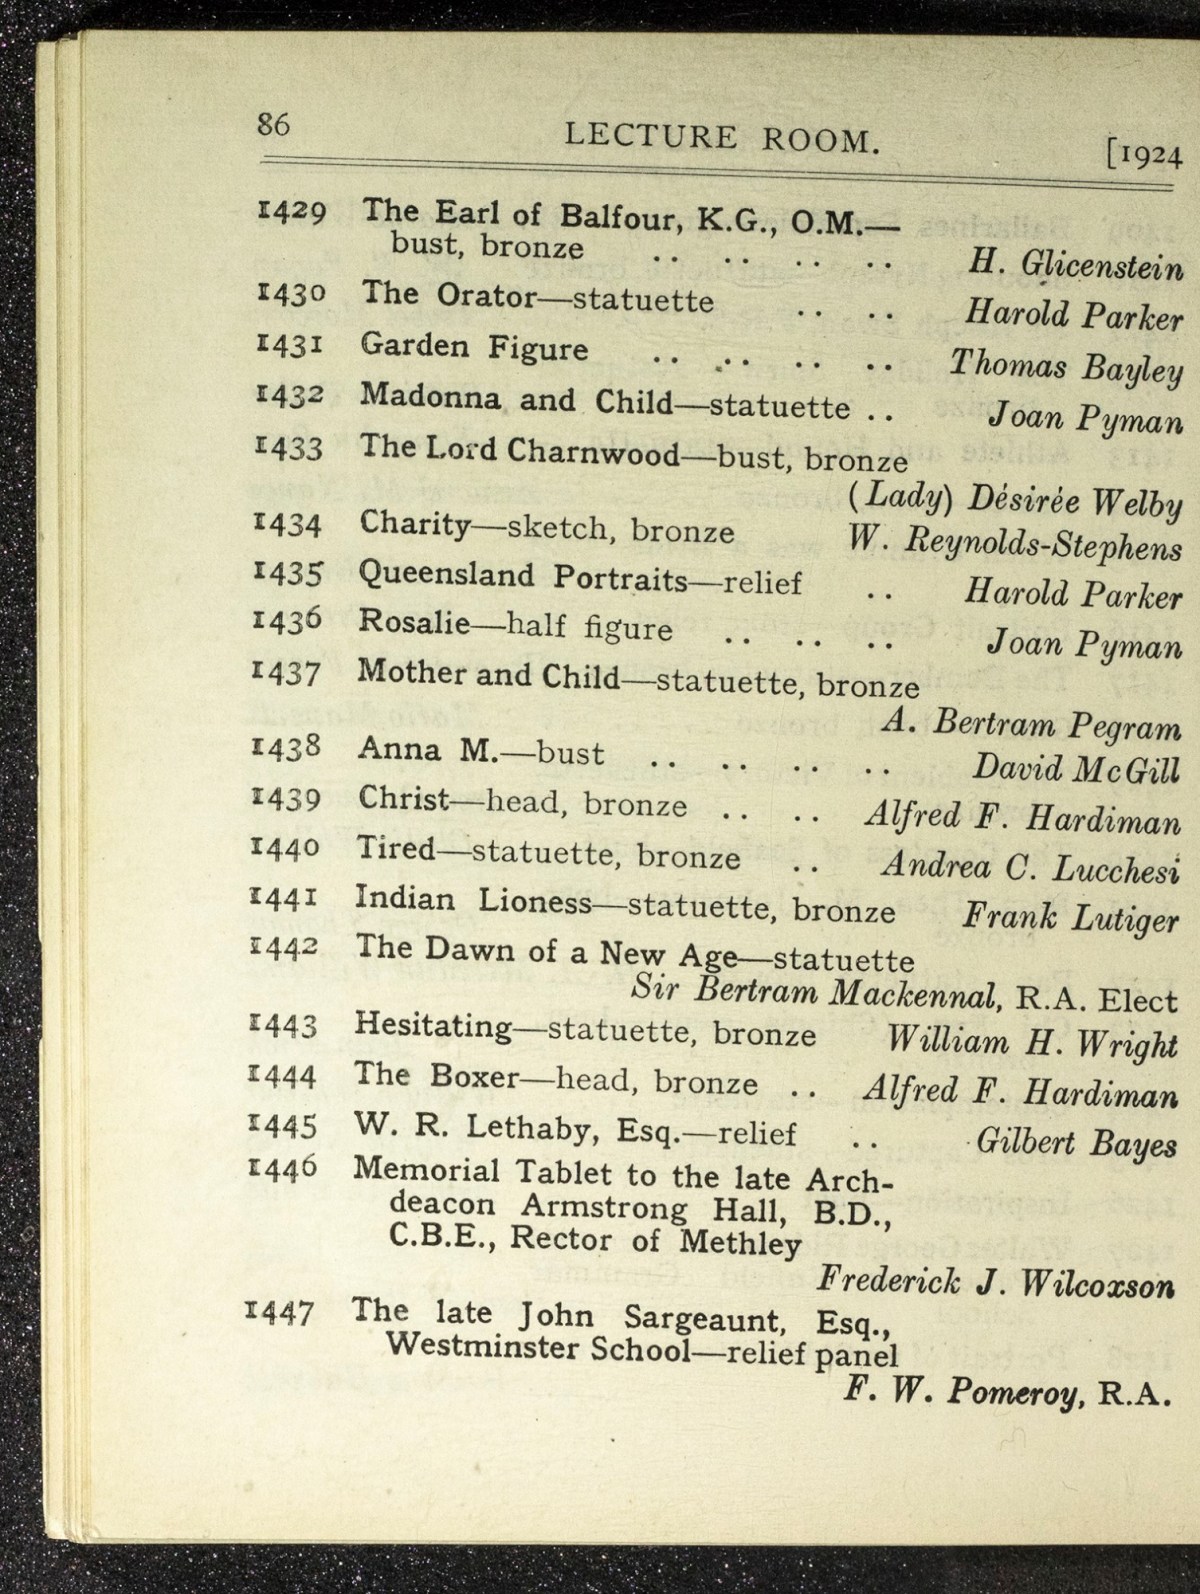 86 LECTURE ROOM. [1924
1429 The Earl of Balfour, K.G., O.M.—
bust, bronze .. .. .. .. H. Glicenstein
1430 The Orator—statuette .. .. Harold Parker
1431 Garden Figure .. .. .. .. Thomas Bayley
1432 Madonna and Child—statuette .. Joan Pyman
1433 The Lord Charnwood—bust, bronze
(Lady) Désirée Welby
1434 Charity—sketch, bronze W. Reynolds-Stephens
1435 Queensland Portraits—relief .. Harold Parker
1436 Rosalie—half figure .. .. .. Joan Pyman
1437 Mother and Child—statuette, bronze
A. Bertram Pegram
1438 Anna M.—bust .. .. .. .. David McGill
1439 Christ—head, bronze .. .. Alfred F. Hardiman
1440 Tired—statuette, bronze .. Andrea C. Lucchesi
1441 Indian Lioness—statuette, bronze Frank Lutiger
1442 The Dawn of a New Age—statuette
Sir Bertram Mackennal, R.A. Elect
1443 Hesitating—statuette, bronze William H. Wright
1444 The Boxer—head, bronze .. Alfred F. Hardiman
1445 W. R. Lethaby, Esq.—relief .. Gilbert Bayes
1446 Memorial Tablet to the late Arch-
deacon Armstrong Hall, B.D.,
C.B.E., Rector of Methley
Frederick J. Wilcoxson
1447 The late John Sargeaunt, Esq.,
Westminster School—relief panel
F. W. Pomeroy, R.A.